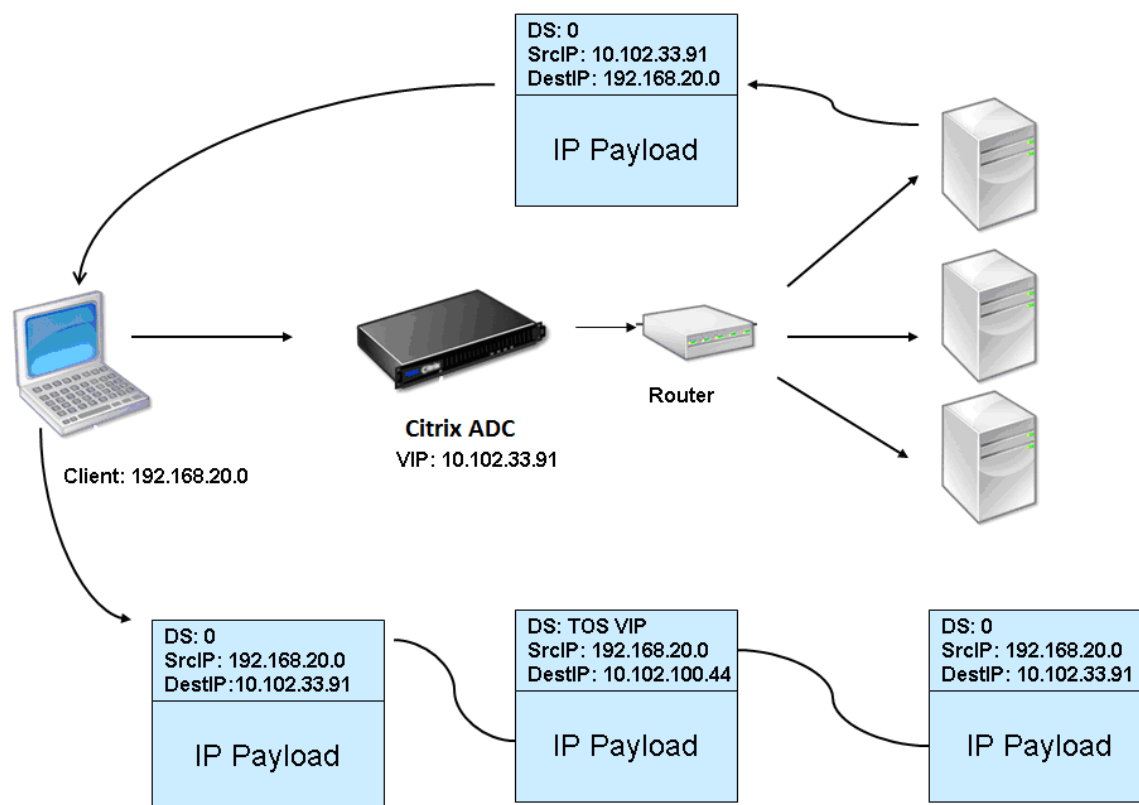 DS: 0
SrcIP: 10.102.33.91
DestIP: 192.168.20.0
IP Payload
Citrix
Router
Citrix ADC
VIP: 10.102.33.91
Client: 192.168.20.0
DS: 0
SrcIP: 192.168.20.0
DestIP:10.102.33.91
IP Payload
DS: TOS VIP
SrcIP: 192.168.20.0
DestIP: 10.102.100.44
IP Payload
DS: 0
SrcIP: 192.168.20.0
DestIP: 10.102.33.91
IP Payload